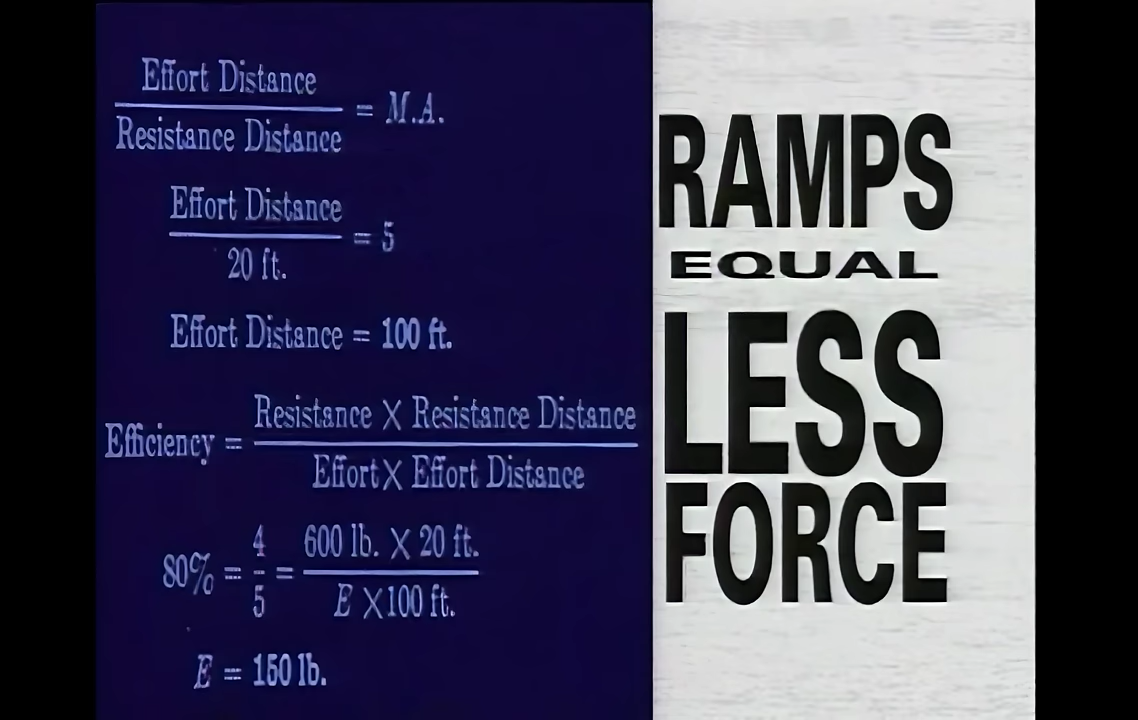 Effort Distance
Resistance Distance
= M.A.
Effort Distance
20 ft.
= 5
Effort Distance = 100 ft.
Efficiency =
Resistance X Resistance Distance
Effort X Effort Distance
80% = 4/5 =
600 lb. X 20 ft.
E X 100 ft.
E = 150 lb.
RAMPS
EQUAL
LESS
FORCE